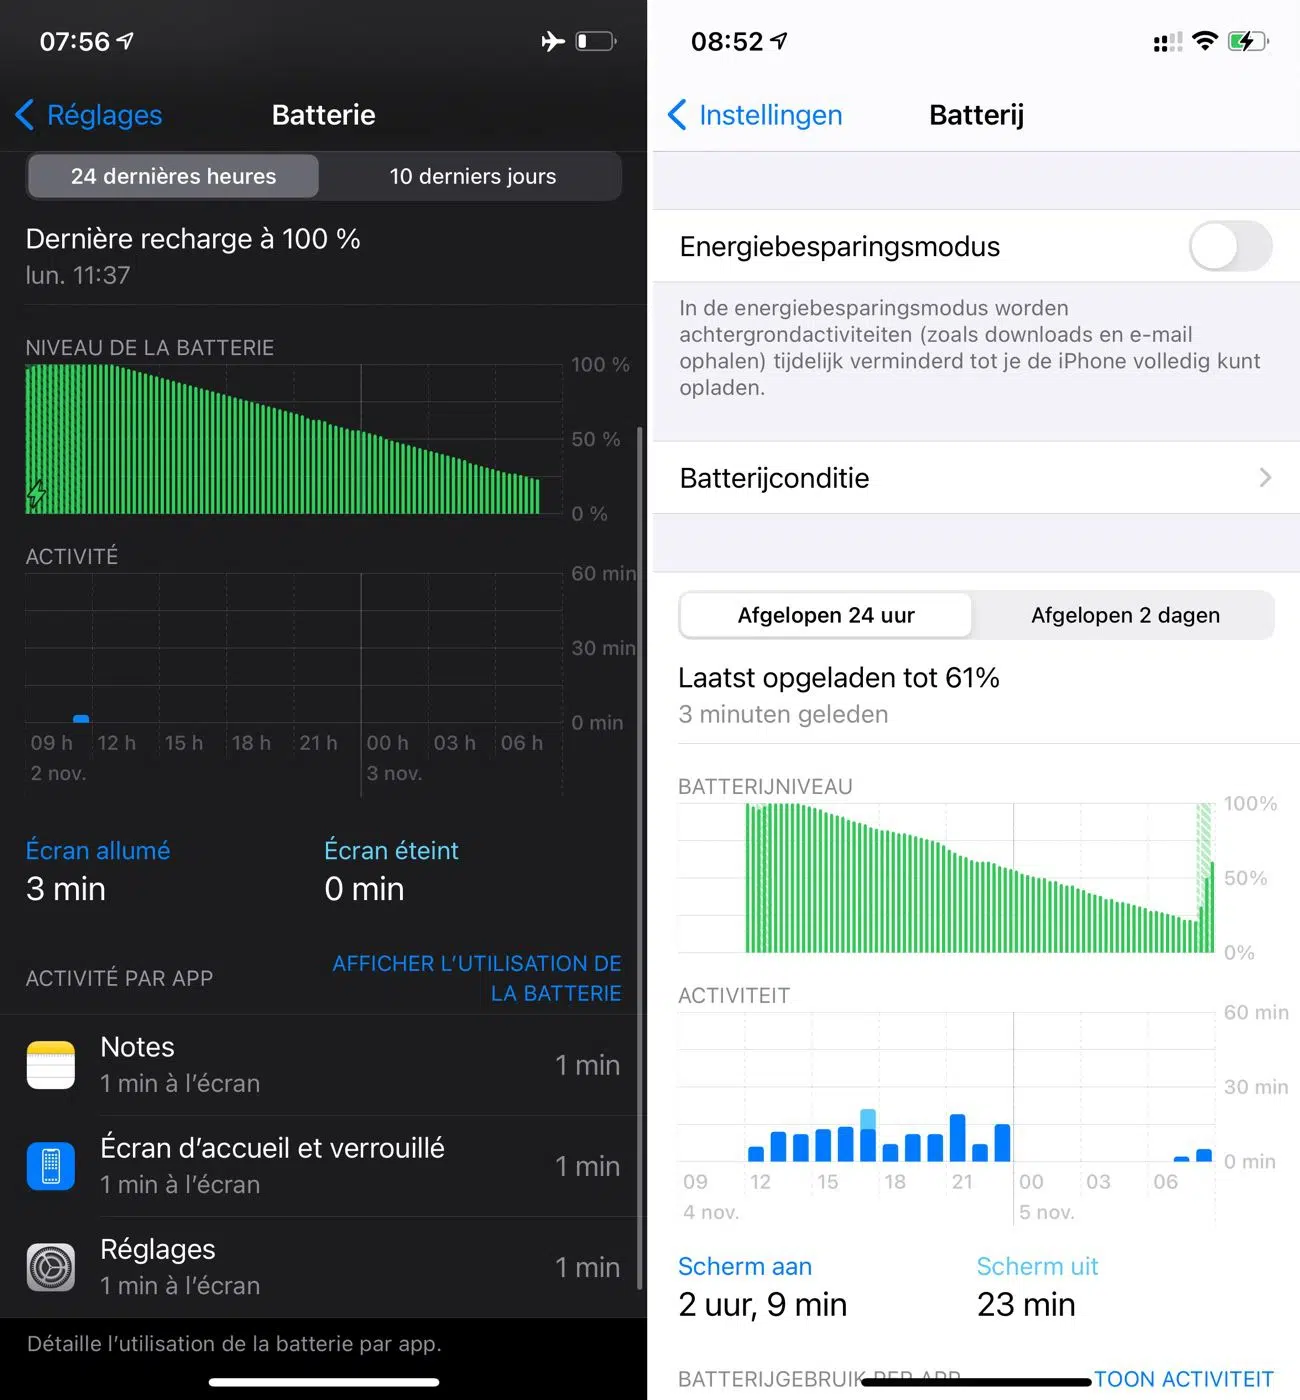 07:56
Réglages
Batterie
24 dernières heures
10 derniers jours
Dernière recharge à 100 %
lun. 11:37
NIVEAU DE LA BATTERIE
100 %
50 %
0 %
ACTIVITÉ
60 min
30 min
0 min
09 h 12 h 15 h 18 h 21 h 00 h 03 h 06 h
2 nov. 3 nov.
Écran allumé
3 min
Écran éteint
0 min
ACTIVITÉ PAR APP
AFFICHER L’UTILISATION DE
LA BATTERIE
Notes
1 min à l’écran
1 min
Écran d’accueil et verrouillé
1 min à l’écran
1 min
Réglages
1 min à l’écran
1 min
Détaille l’utilisation de la batterie par app.
08:52
Instellingen
Batterij
Energiebesparingsmodus
In de energiebesparingsmodus worden
achtergrondactiviteiten (zoals downloads en e-mail
ophalen) tijdelijk verminderd tot je de iPhone volledig kunt
opladen.
Batterijconditie
Afgelopen 24 uur
Afgelopen 2 dagen
Laatst opgeladen tot 61%
3 minuten geleden
BATTERIJNIVEAU
100%
50%
0%
ACTIVITEIT
60 min
30 min
0 min
09 12 15 18 21 00 03 06
4 nov. 5 nov.
Scherm aan
2 uur, 9 min
Scherm uit
23 min
BATTERIJGEBRUIK PER APP
TOON ACTIVITEIT